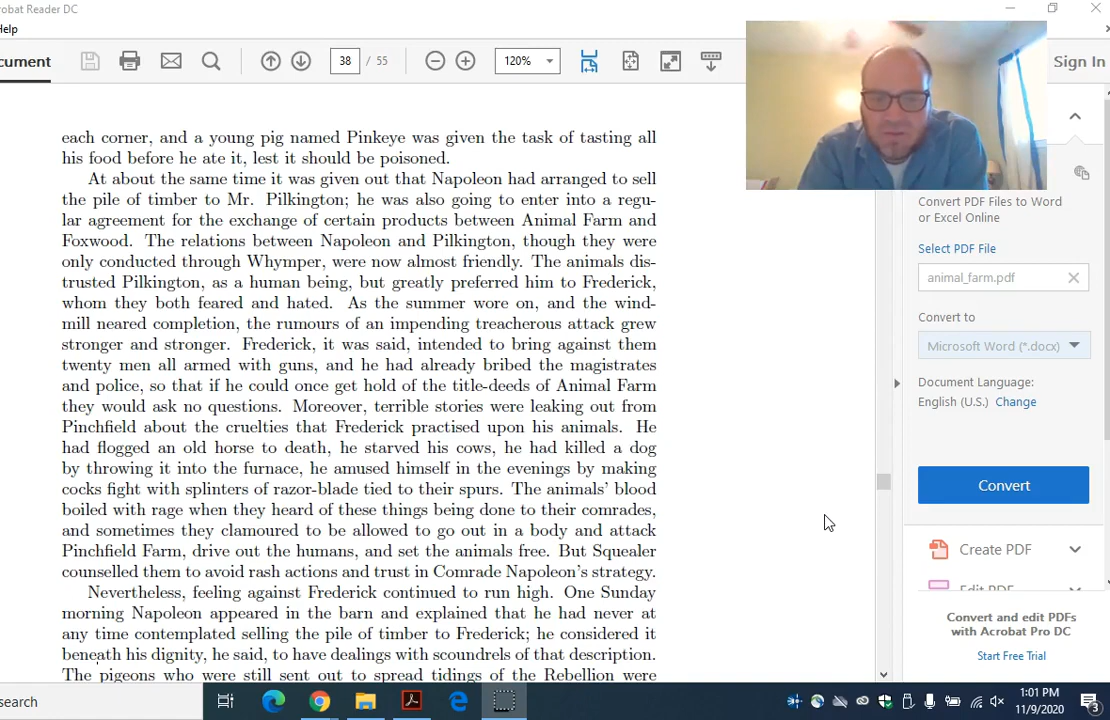 crobat Reader DC
Help
cument
38 / 55
120%
Sign In
each corner, and a young pig named Pinkeye was given the task of tasting all
his food before he ate it, lest it should be poisoned.
At about the same time it was given out that Napoleon had arranged to sell
the pile of timber to Mr. Pilkington; he was also going to enter into a regu-
lar agreement for the exchange of certain products between Animal Farm and
Foxwood. The relations between Napoleon and Pilkington, though they were
only conducted through Whymper, were now almost friendly. The animals dis-
trusted Pilkington, as a human being, but greatly preferred him to Frederick,
whom they both feared and hated. As the summer wore on, and the wind-
mill neared completion, the rumours of an impending treacherous attack grew
stronger and stronger. Frederick, it was said, intended to bring against them
twenty men all armed with guns, and he had already bribed the magistrates
and police, so that if he could once get hold of the title-deeds of Animal Farm
they would ask no questions. Moreover, terrible stories were leaking out from
Pinchfield about the cruelties that Frederick practised upon his animals. He
had flogged an old horse to death, he starved his cows, he had killed a dog
by throwing it into the furnace, he amused himself in the evenings by making
cocks fight with splinters of razor-blade tied to their spurs. The animals' blood
boiled with rage when they heard of these things being done to their comrades,
and sometimes they clamoured to be allowed to go out in a body and attack
Pinchfield Farm, drive out the humans, and set the animals free. But Squealer
counselled them to avoid rash actions and trust in Comrade Napoleon's strategy.
Nevertheless, feeling against Frederick continued to run high. One Sunday
morning Napoleon appeared in the barn and explained that he had never at
any time contemplated selling the pile of timber to Frederick; he considered it
beneath his dignity, he said, to have dealings with scoundrels of that description.
The pigeons who were still sent out to spread tidings of the Rebellion were
Convert PDF Files to Word
or Excel Online
Select PDF File
animal_farm.pdf
Convert to
Microsoft Word (*.docx)
Document Language:
English (U.S.) Change
Convert
Create PDF
Edit PDF
Convert and edit PDFs
with Acrobat Pro DC
Start Free Trial
search
1:01 PM
11/9/2020
3